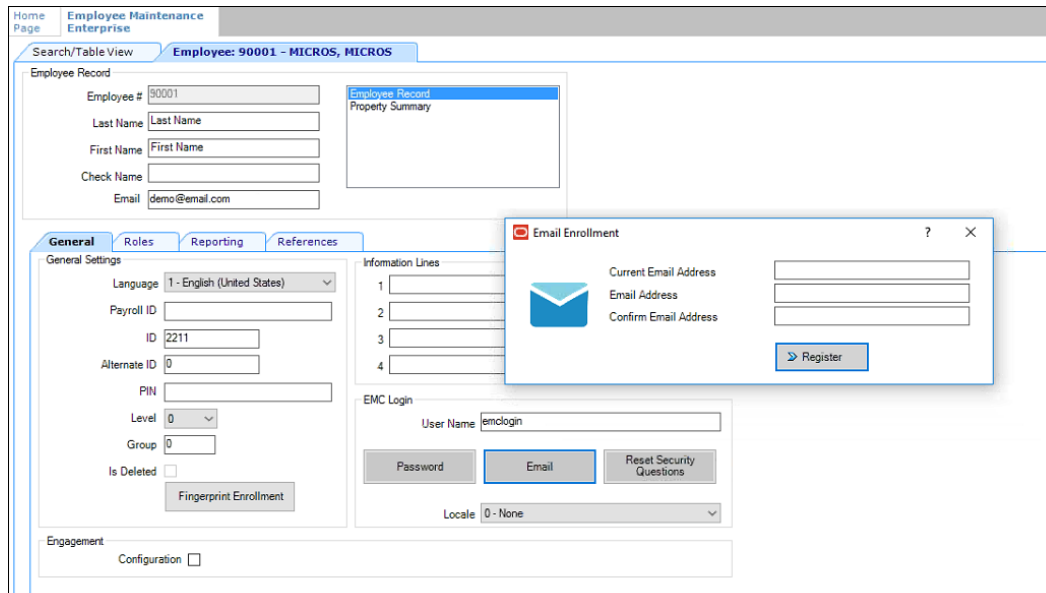 Home Page
Employee Maintenance Enterprise
Search/Table View
Employee: 90001 - MICROS, MICROS
Employee Record
Employee # 90001
Last Name Last Name
First Name First Name
Check Name
Email demo@email.com
Employee Record
Property Summary
General
Roles
Reporting
References
General Settings
Language 1 - English (United States)
Payroll ID
ID 2211
Alternate ID 0
PIN
Level 0
Group 0
Is Deleted
Fingerprint Enrollment
Information Lines
1
2
3
4
Email Enrollment ?
Current Email Address
Email Address
Confirm Email Address
Register
EMC Login
User Name emclogin
Password
Email
Reset Security
Questions
Locale 0 - None
Engagement
Configuration